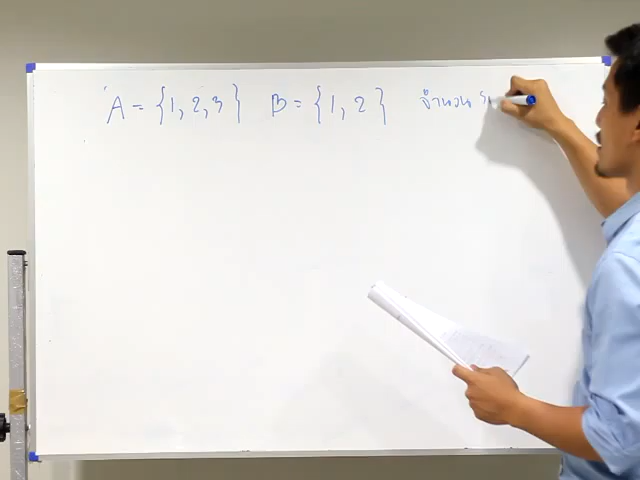 A = {1, 2, 3} B = {1, 2} จำนวน